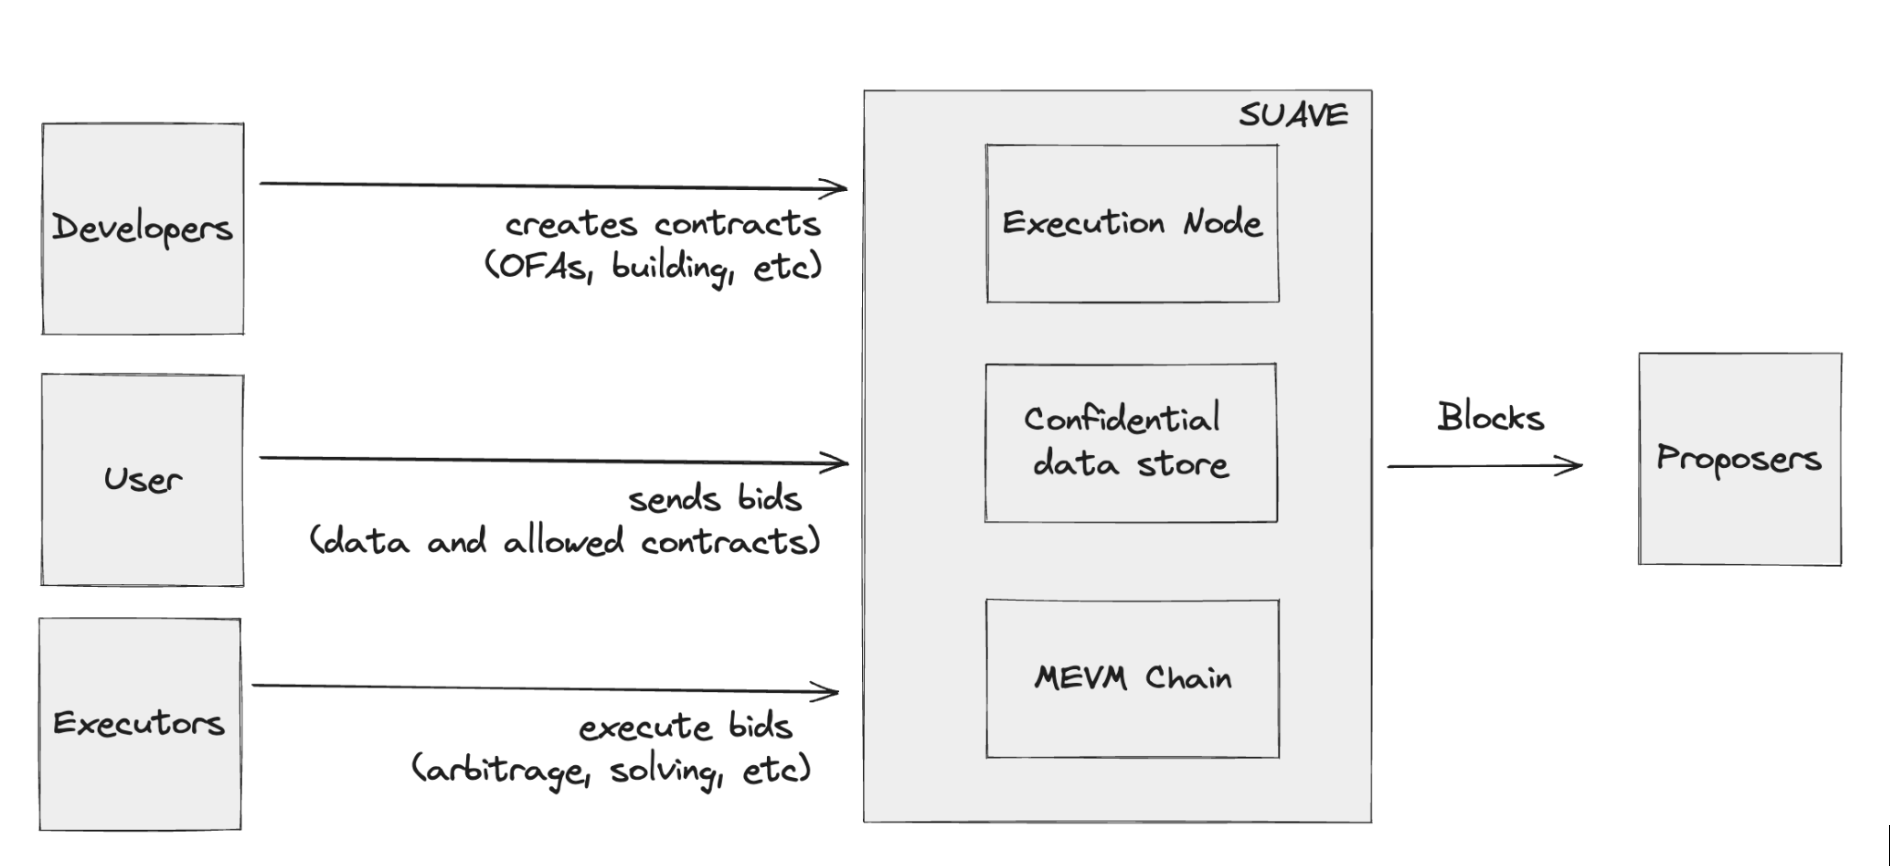 Developers
creates contracts
(OFAs, building, etc)
User
sends bids
(data and allowed contracts)
Executors
execute bids
(arbitrage, solving, etc)
SUAVE
Execution Node
Confidential
data store
MEVM Chain
Blocks
Proposers